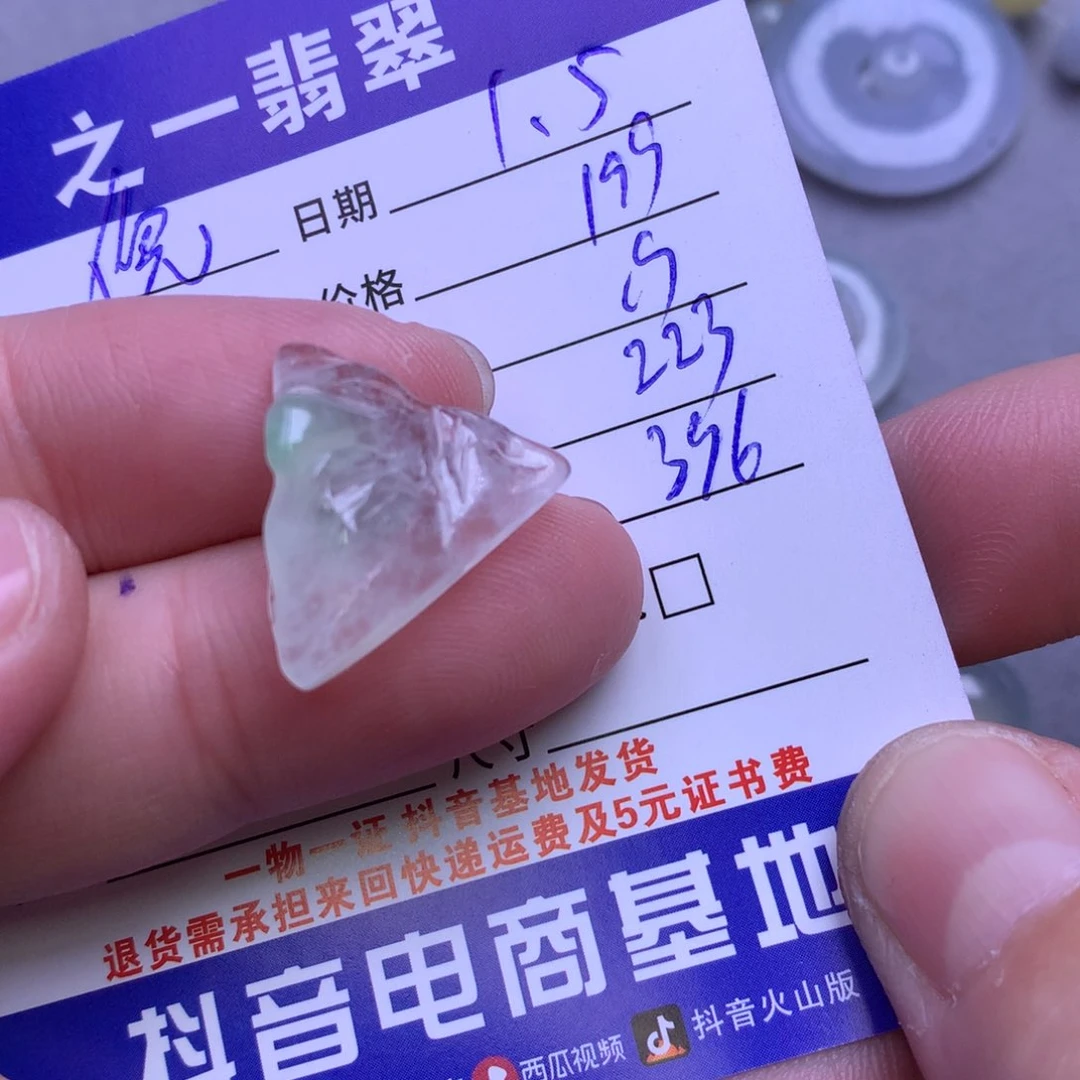 之一翡翠
日期 1、5
价格 199
223
396
尺寸
一物一证 抖音基地发货
退货需承担来回快递运费及5元证书费
抖音电商基地
西瓜视频 抖音火山版